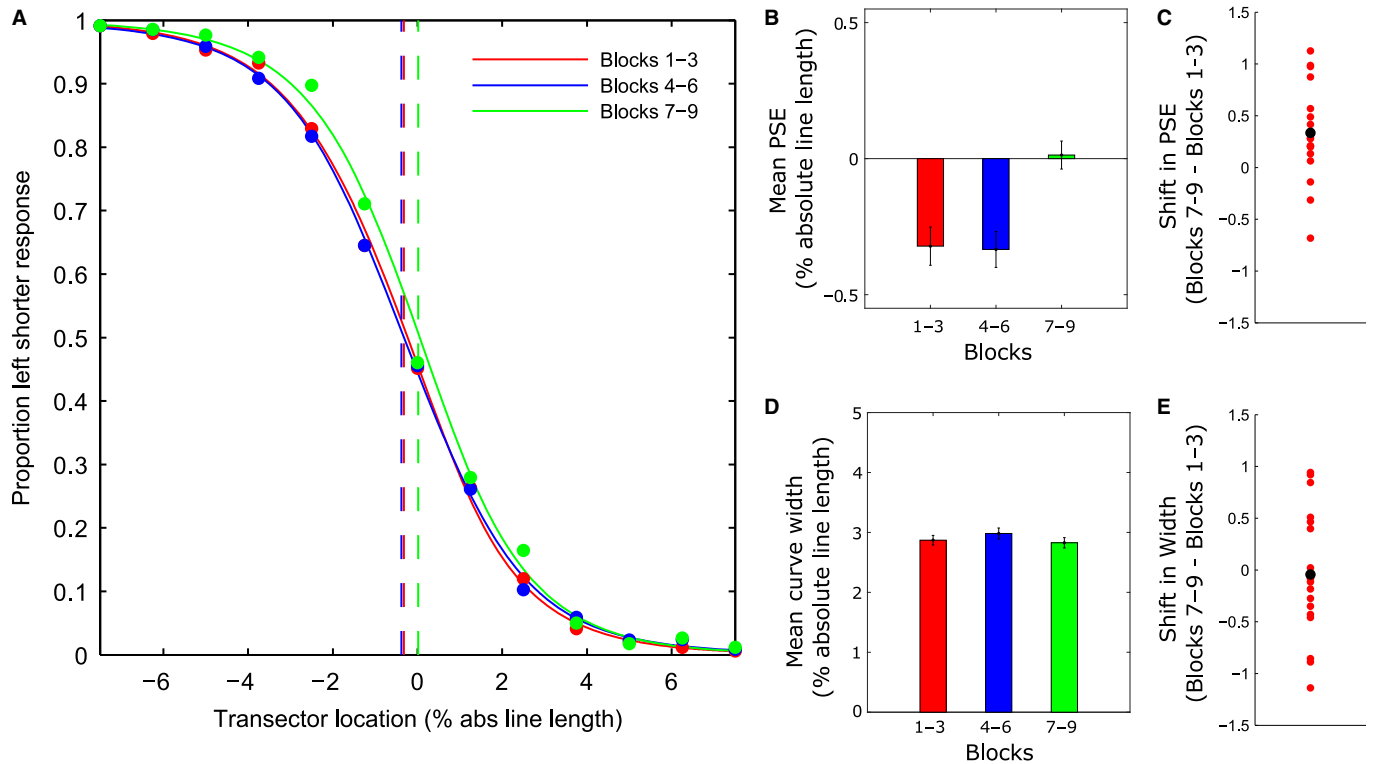 A
Proportion left shorter response
1
0.9
0.8
0.7
0.6
0.5
0.4
0.3
0.2
0.1
0
−6
−4
−2
0
2
4
6
Transector location (% abs line length)
Blocks 1−3
Blocks 4−6
Blocks 7−9
B
Mean PSE
(% absolute line length)
0.5
0
−0.5
1−3
4−6
7−9
Blocks
C
Shift in PSE
(Blocks 7-9 - Blocks 1-3)
1.5
1
0.5
0
−0.5
−1
−1.5
D
Mean curve width
(% absolute line length)
5
4
3
2
1
0
1−3
4−6
7−9
Blocks
E
Shift in Width
(Blocks 7−9 - Blocks 1−3)
1.5
1
0.5
0
−0.5
−1
−1.5